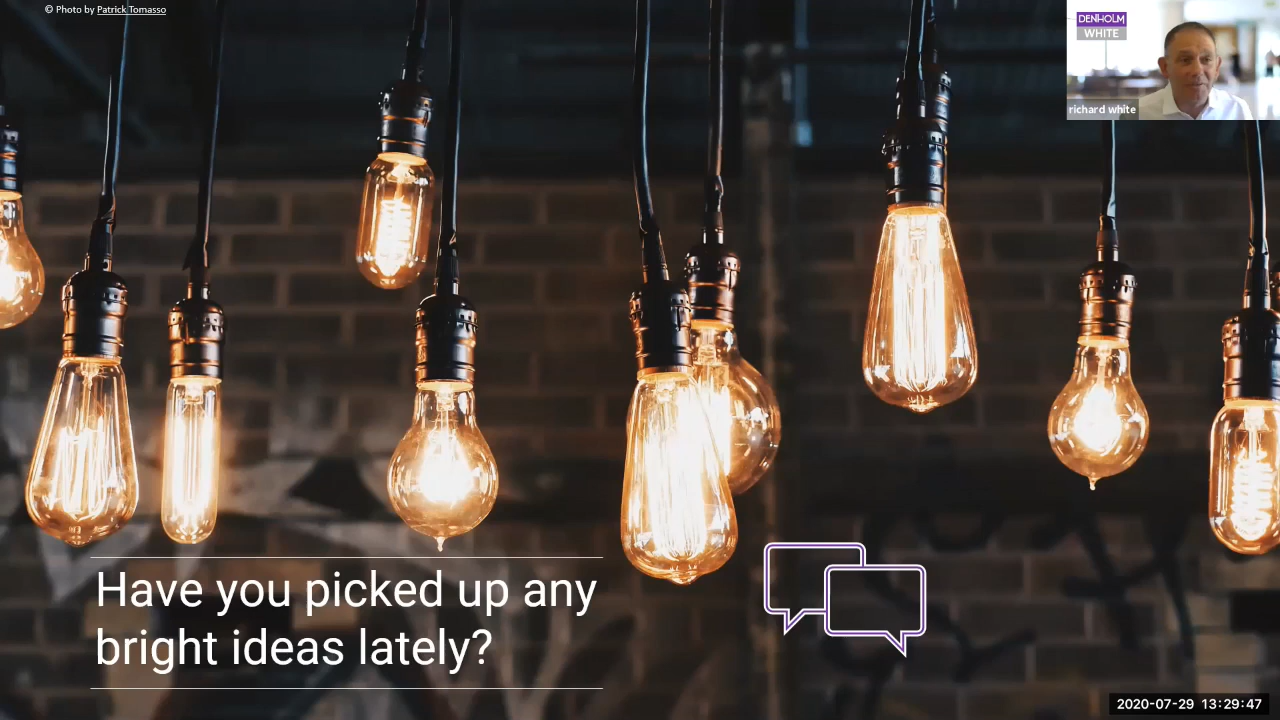 © Photo by Patrick Tomasso
DENHOLM
WHITE
richard white
Have you picked up any
bright ideas lately?
2020-07-29 13:29:47